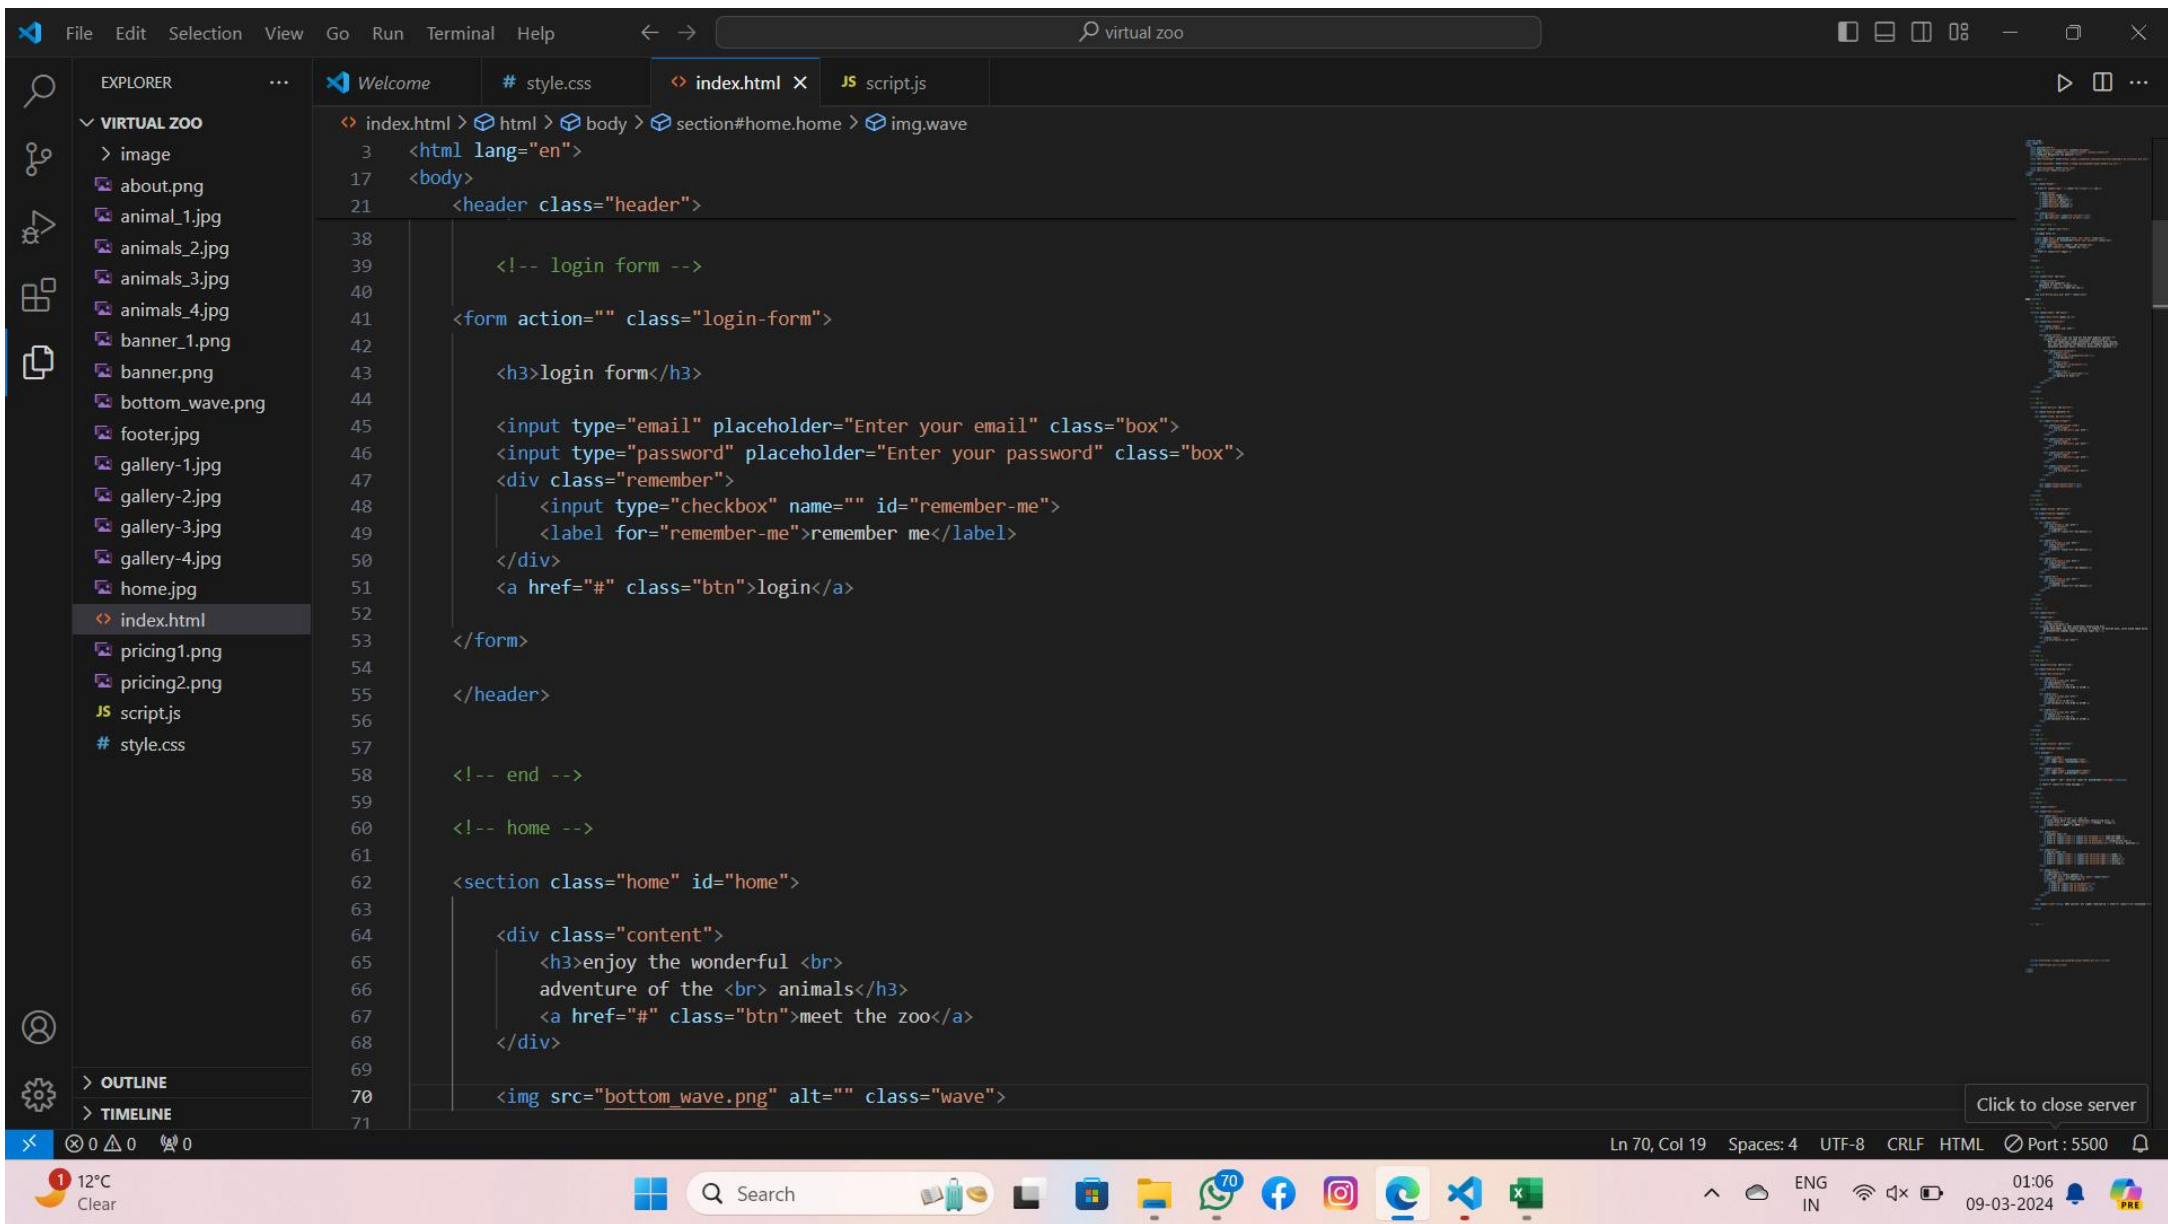 File Edit Selection View Go Run Terminal Help
virtual zoo
EXPLORER
Welcome
# style.css
<> index.html
JS script.js
VIRTUAL ZOO
image
about.png
animal_1.jpg
animals_2.jpg
animals_3.jpg
animals_4.jpg
banner_1.png
banner.png
bottom_wave.png
footer.jpg
gallery-1.jpg
gallery-2.jpg
gallery-3.jpg
gallery-4.jpg
home.jpg
<> index.html
pricing1.png
pricing2.png
JS script.js
# style.css
OUTLINE
TIMELINE
<> index.html > html > body > section#home.home > img.wave
3 <html lang="en">
17 <body>
21 <header class="header">
38
39 <!-- login form -->
40
41 <form action="" class="login-form">
42
43 <h3>login form</h3>
44
45 <input type="email" placeholder="Enter your email" class="box">
46 <input type="password" placeholder="Enter your password" class="box">
47 <div class="remember">
48 <input type="checkbox" name="" id="remember-me">
49 <label for="remember-me">remember me</label>
50 </div>
51 <a href="#" class="btn">login</a>
52
53 </form>
54
55 </header>
56
57
58 <!-- end -->
59
60 <!-- home -->
61
62 <section class="home" id="home">
63
64 <div class="content">
65 <h3>enjoy the wonderful <br>
66 adventure of the <br> animals</h3>
67 <a href="#" class="btn">meet the zoo</a>
68 </div>
69
70 <img src="bottom_wave.png" alt="" class="wave">
71
Click to close server
0 0 0
Ln 70, Col 19 Spaces: 4 UTF-8 CRLF HTML Port : 5500
1 12°C
Clear
Search
70
ENG
IN
01:06
09-03-2024
PRE